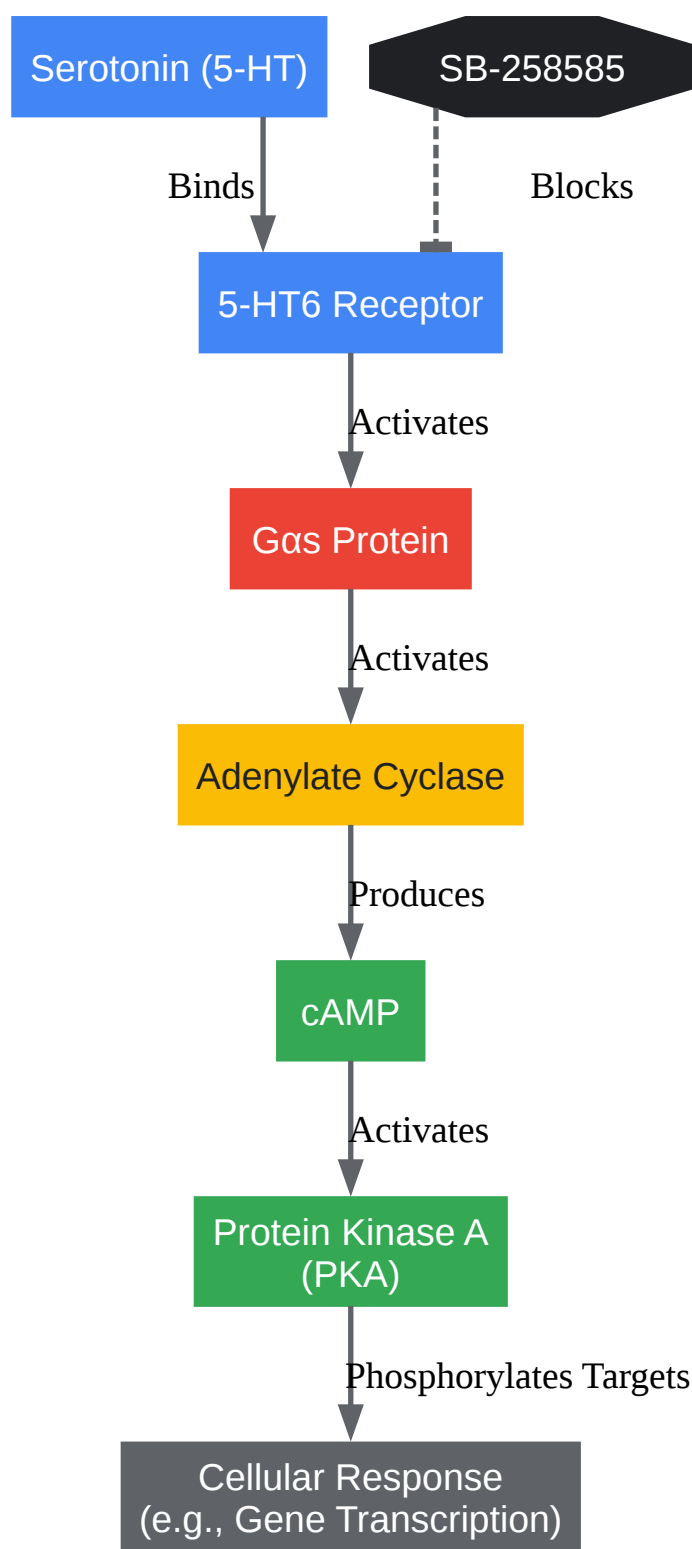 Serotonin (5-HT)
SB-258585
Binds
Blocks
5-HT6 Receptor
Activates
Gαs Protein
Activates
Adenylate Cyclase
Produces
cAMP
Activates
Protein Kinase A
(PKA)
Phosphorylates Targets
Cellular Response
(e.g., Gene Transcription)